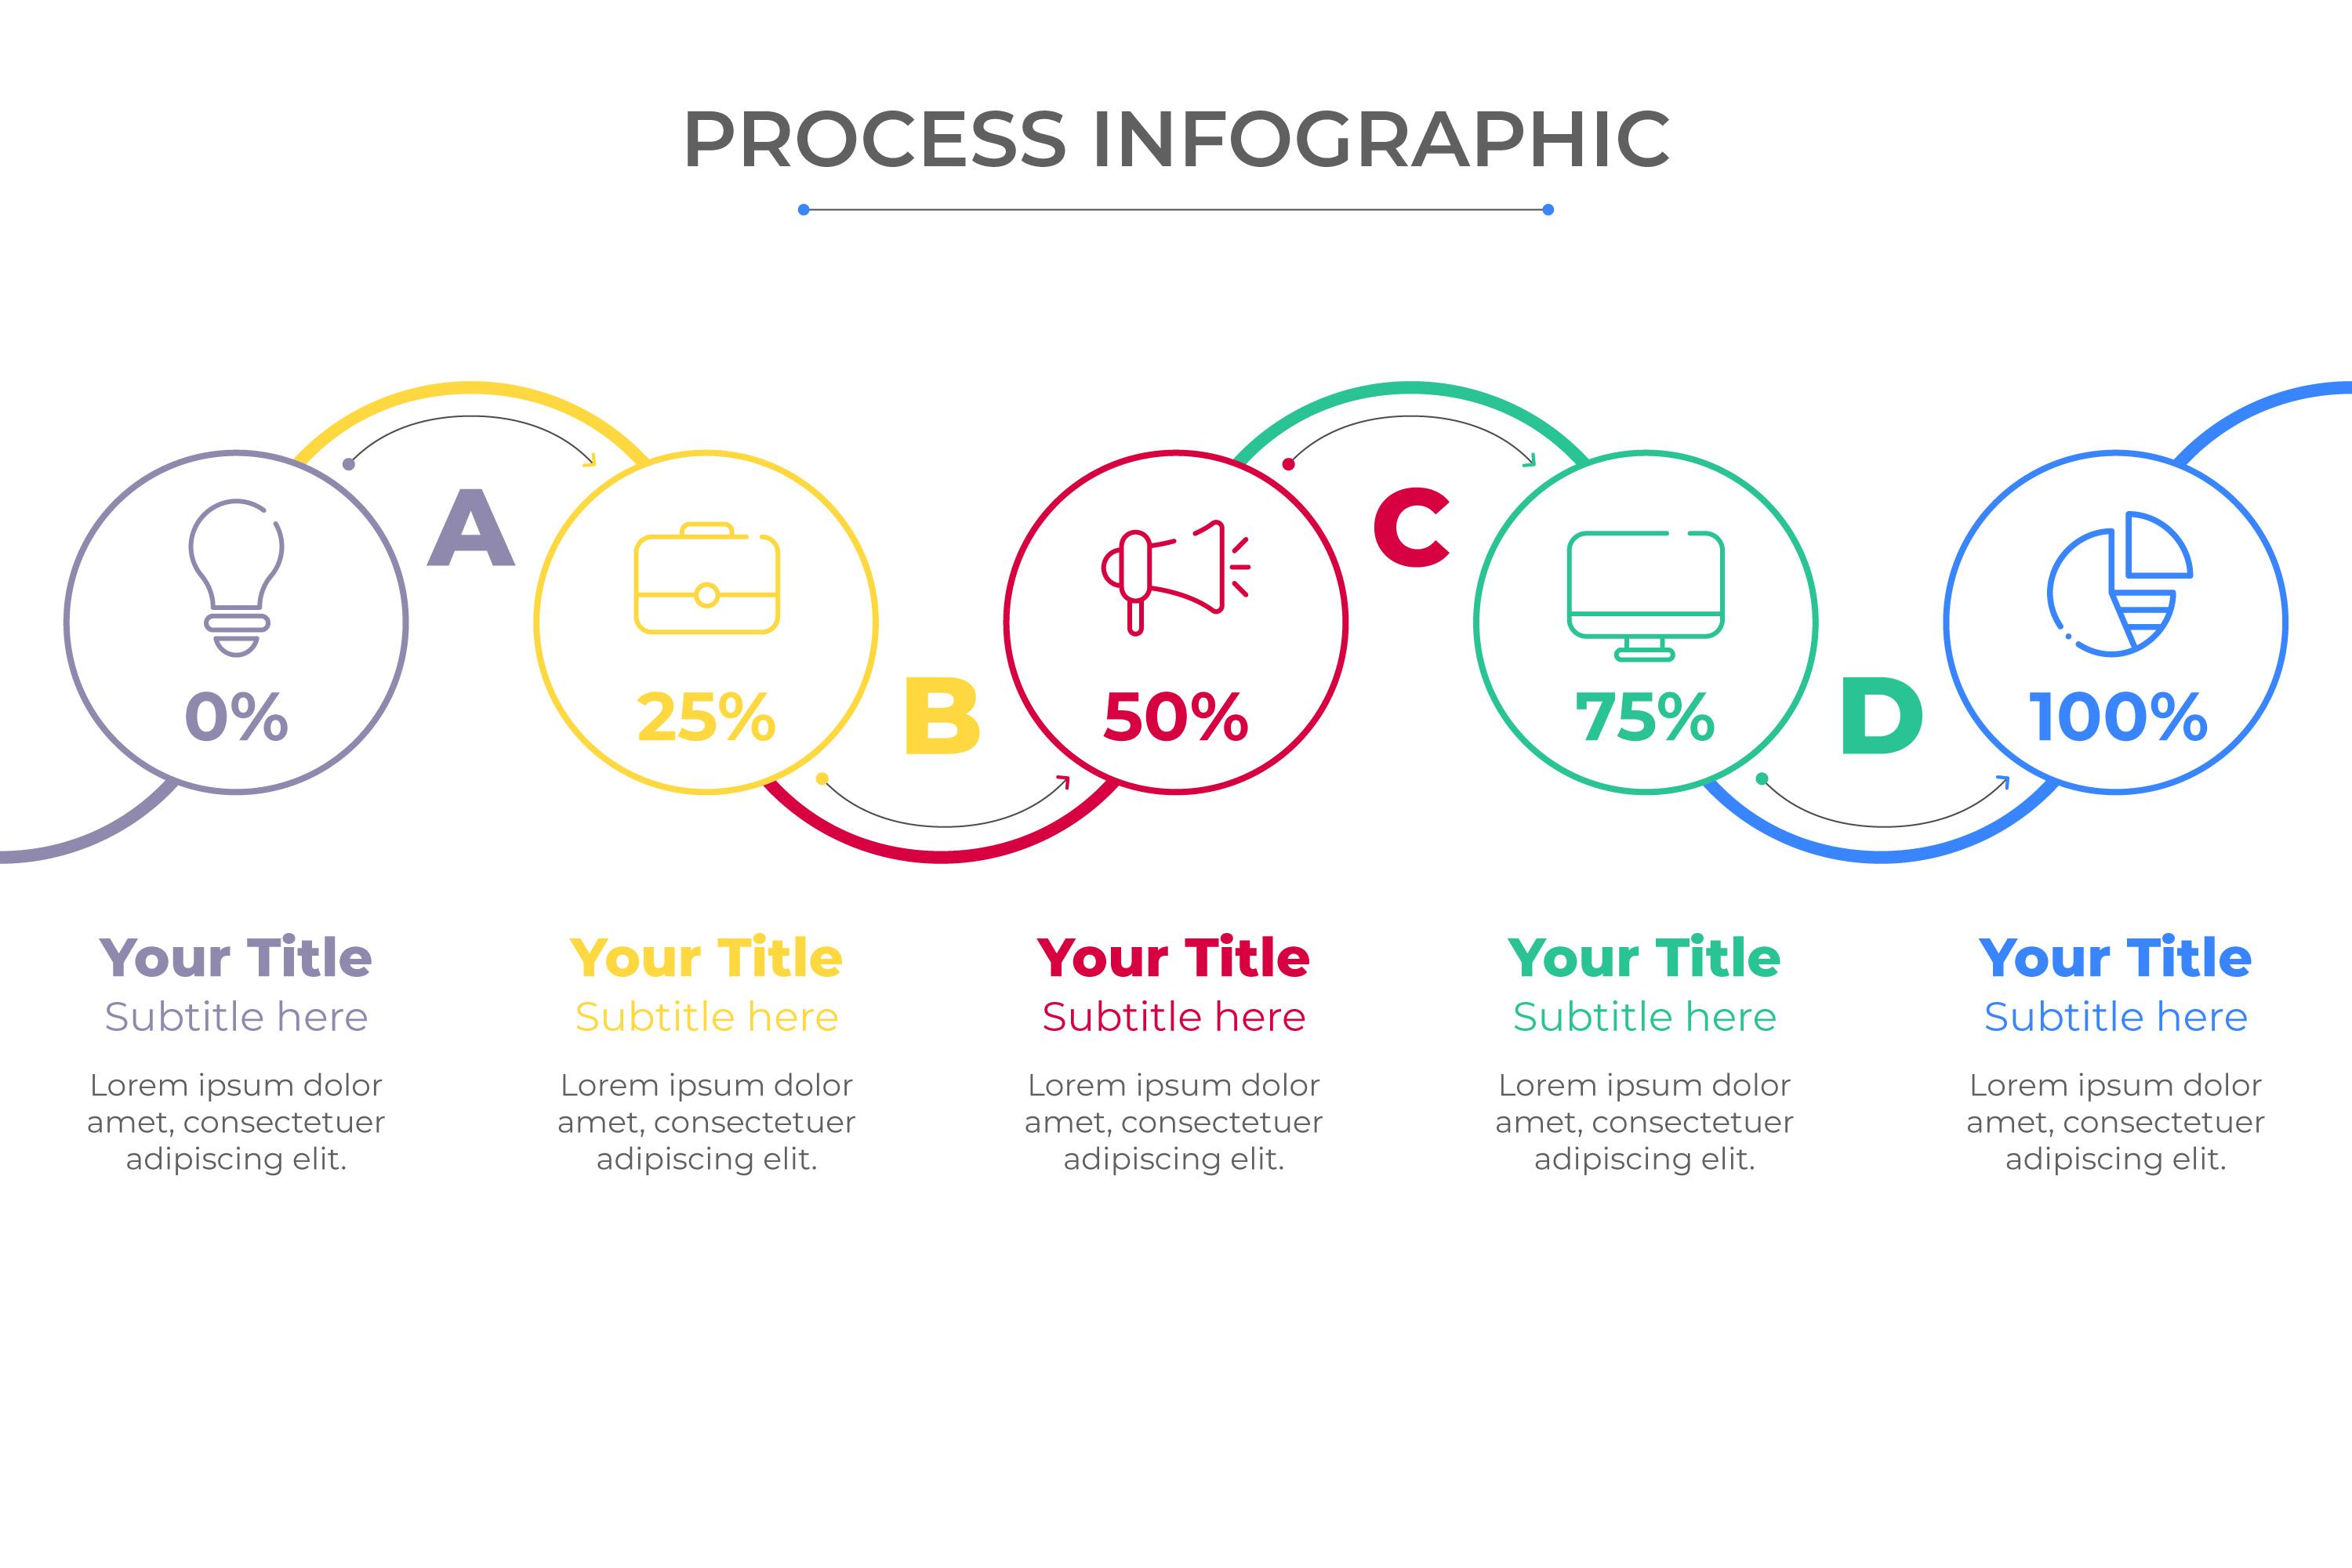 PROCESS INFOGRAPHIC
A
C
0%
25%
B
50%
75%
D
100%
Your Title
Subtitle here
Lorem ipsum dolor
amet, consectetuer
adipiscing elit.
Your Title
Subtitle here
Lorem ipsum dolor
amet, consectetuer
adipiscing elit.
Your Title
Subtitle here
Lorem ipsum dolor
amet, consectetuer
adipiscing elit.
Your Title
Subtitle here
Lorem ipsum dolor
amet, consectetuer
adipiscing elit.
Your Title
Subtitle here
Lorem ipsum dolor
amet, consectetuer
adipiscing elit.